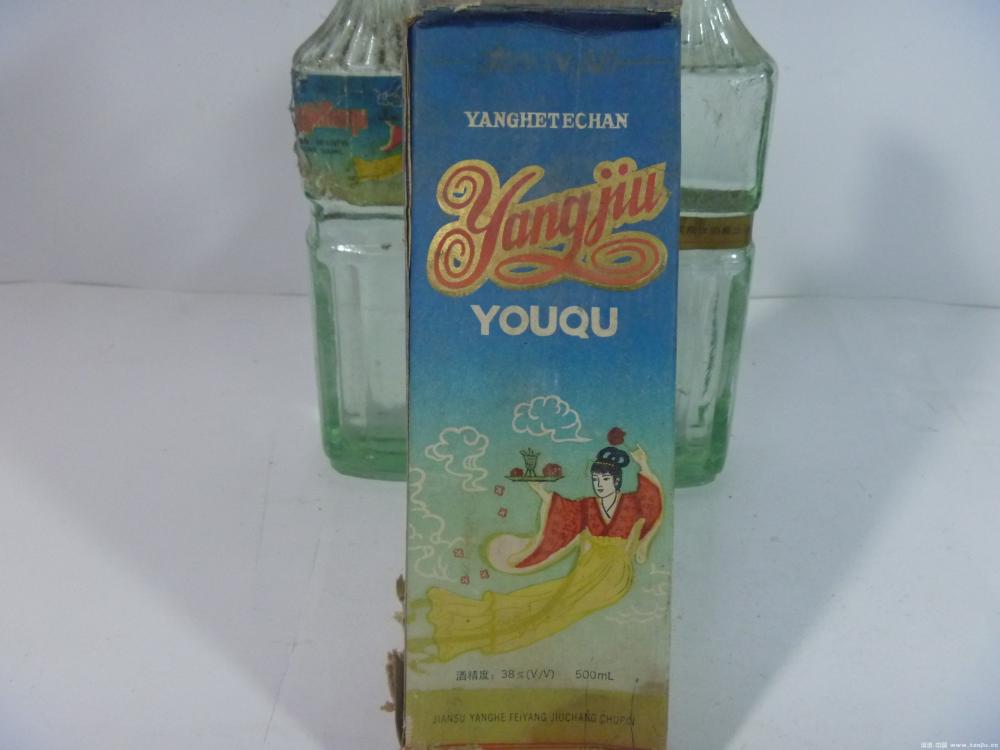 YANGHETECHAN
Yangjiu
YOUQU
酒精度：38%(V/V) 500mL
JIANSU YANGHE FEIYANG JIUCHANG CHUPIN